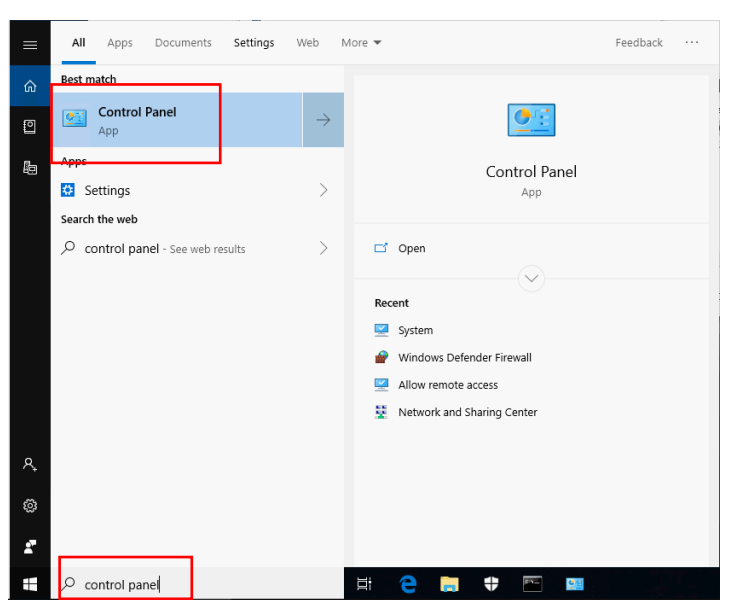 All Apps Documents Settings Web More Feedback ...
Best match
Control Panel
App
Apps
Settings
Search the web
control panel - See web results
control panel
Control Panel
App
Open
Recent
System
Windows Defender Firewall
Allow remote access
Network and Sharing Center